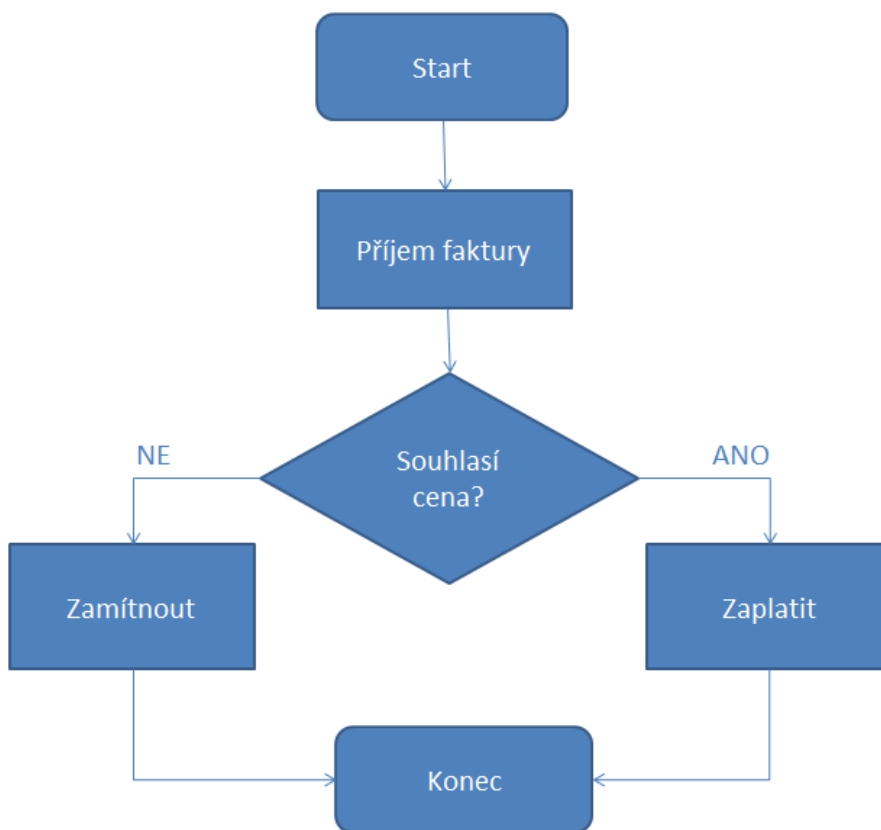 Start
Příjem faktury
NE
Souhlasí
cena?
ANO
Zamítnout
Zaplatit
Konec